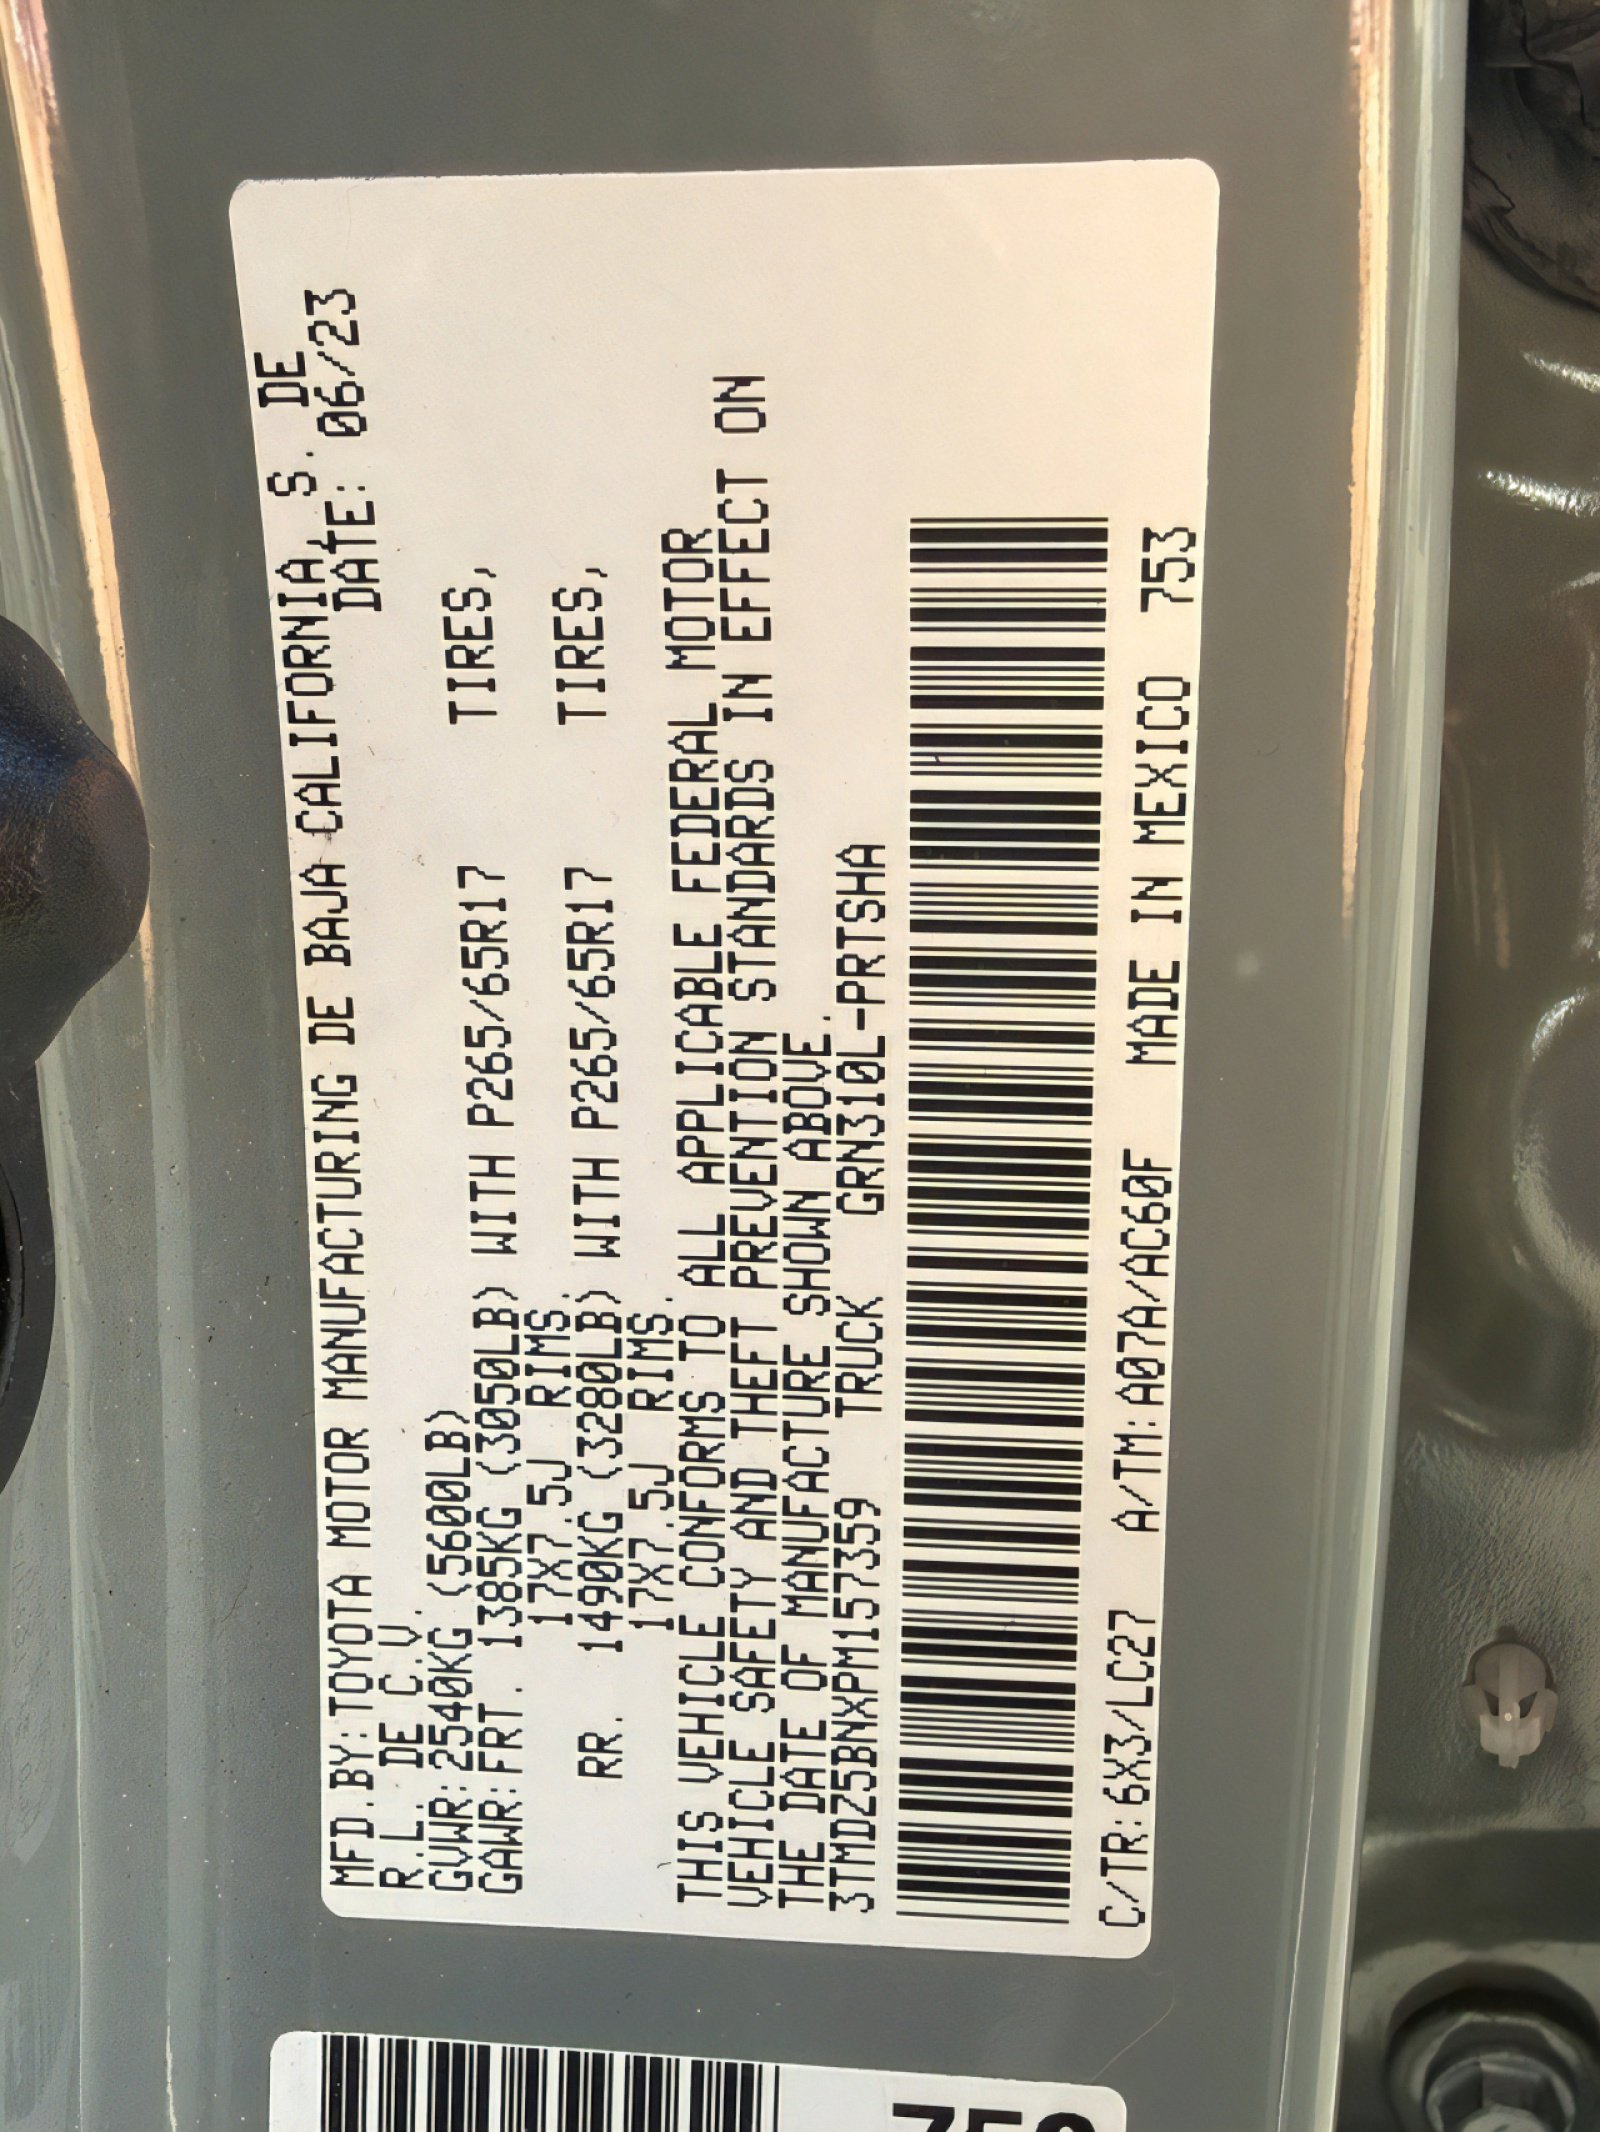 MFD.BY:TOYOTA MOTOR MANUFACTURING DE BAJA CALIFORNIA, S. DE
R.L. DE C.V. DATE: 06/23
GVWR:2540KG (5600LB)
GAWR:FRT. 1385KG (3050LB) WITH P265/65R17 TIRES,
17X7.5J RIMS.
RR. 1490KG (3280LB) WITH P265/65R17 TIRES,
17X7.5J RIMS.
THIS VEHICLE CONFORMS TO ALL APPLICABLE FEDERAL MOTOR
VEHICLE SAFETY AND THEFT PREVENTION STANDARDS IN EFFECT ON
THE DATE OF MANUFACTURE SHOWN ABOVE.
3TMDZ5BNXPM157359 TRUCK GRN310L-PRTSHA
C/TR:6X3/LC27 A/TM:A07A/AC60F MADE IN MEXICO 753